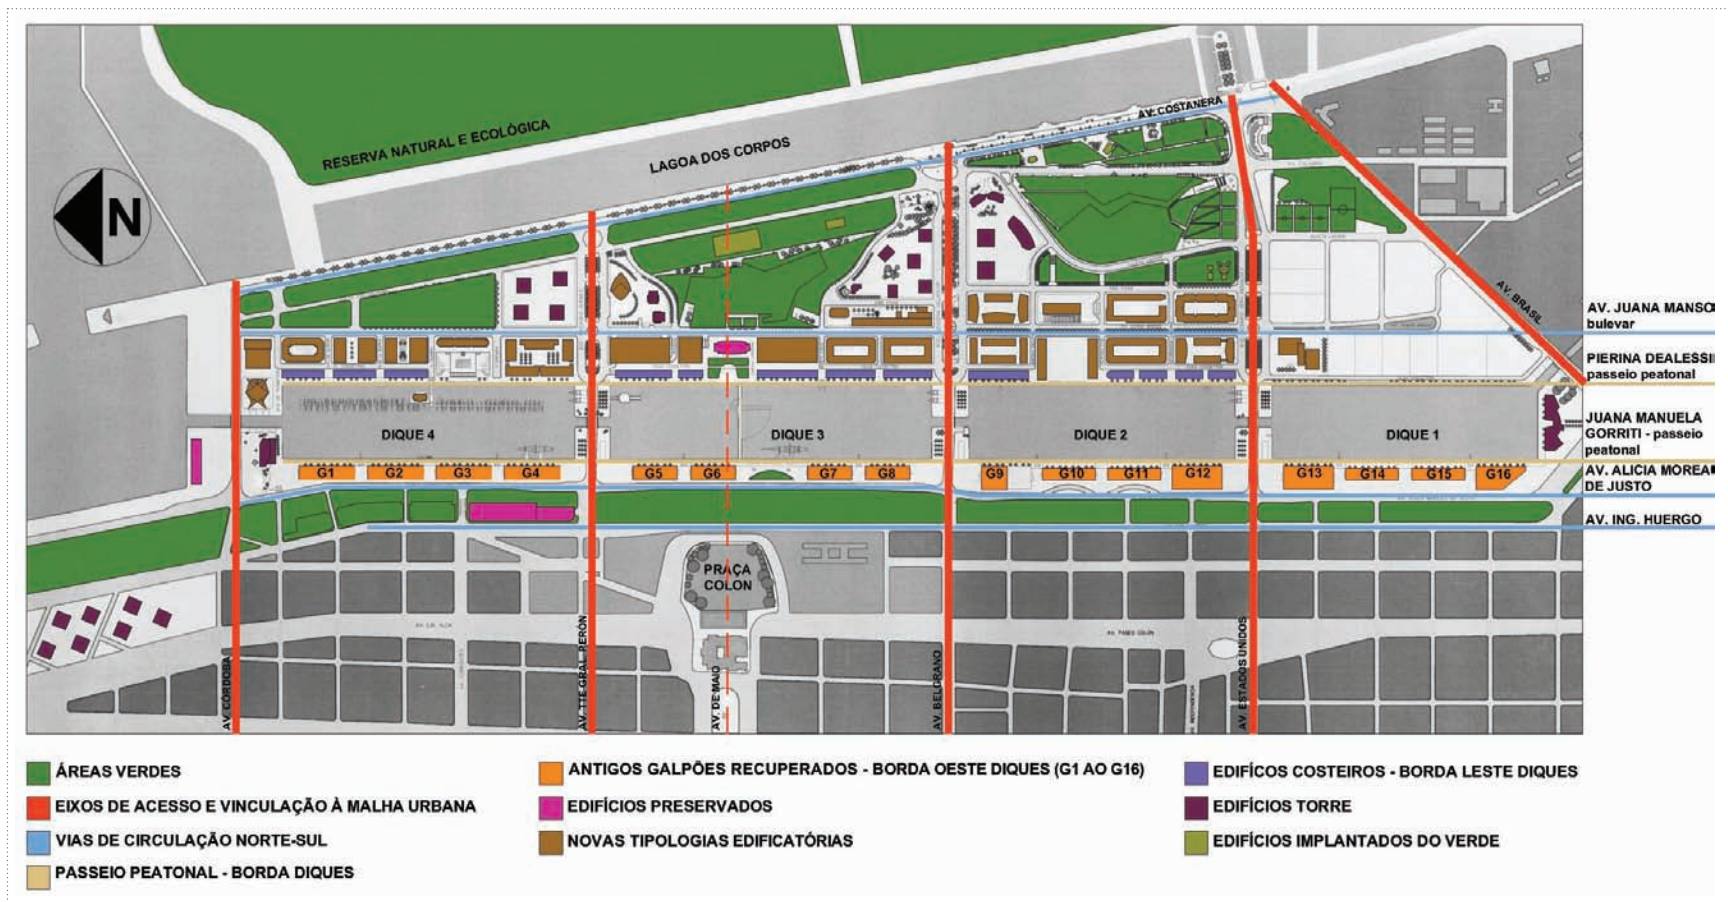 RESERVA NATURAL E ECOLÓGICA
LAGOA DOS CORPOS
AV. COSTANERA
N
AV. BRASIL
AV. JUANA MANSO
bulevar
PIERINA DEALESSI
passeio peatonal
JUANA MANUELA
GORRITI - passeio
peatonal
AV. ALICIA MOREA
DE JUSTO
AV. ING. HUERGO
DIQUE 4
DIQUE 3
DIQUE 2
DIQUE 1
G1
G2
G3
G4
G5
G6
G7
G8
G9
G10
G11
G12
G13
G14
G15
G16
PRAÇA
COLON
AV. PASEO COLON
AV. CÓRDOBA
AV. TTE GRAL PERÓN
AV. DE MAIO
AV. BELGRANO
AV. ESTADOS UNIDOS
ÁREAS VERDES
EIXOS DE ACESSO E VINCULAÇÃO À MALHA URBANA
VIAS DE CIRCULAÇÃO NORTE-SUL
PASSEIO PEATONAL - BORDA DIQUES
ANTIGOS GALPÕES RECUPERADOS - BORDA OESTE DIQUES (G1 AO G16)
EDIFÍCIOS PRESERVADOS
NOVAS TIPOLOGIAS EDIFICATÓRIAS
EDIFÍCOS COSTEIROS - BORDA LESTE DIQUES
EDIFÍCIOS TORRE
EDIFÍCIOS IMPLANTADOS DO VERDE